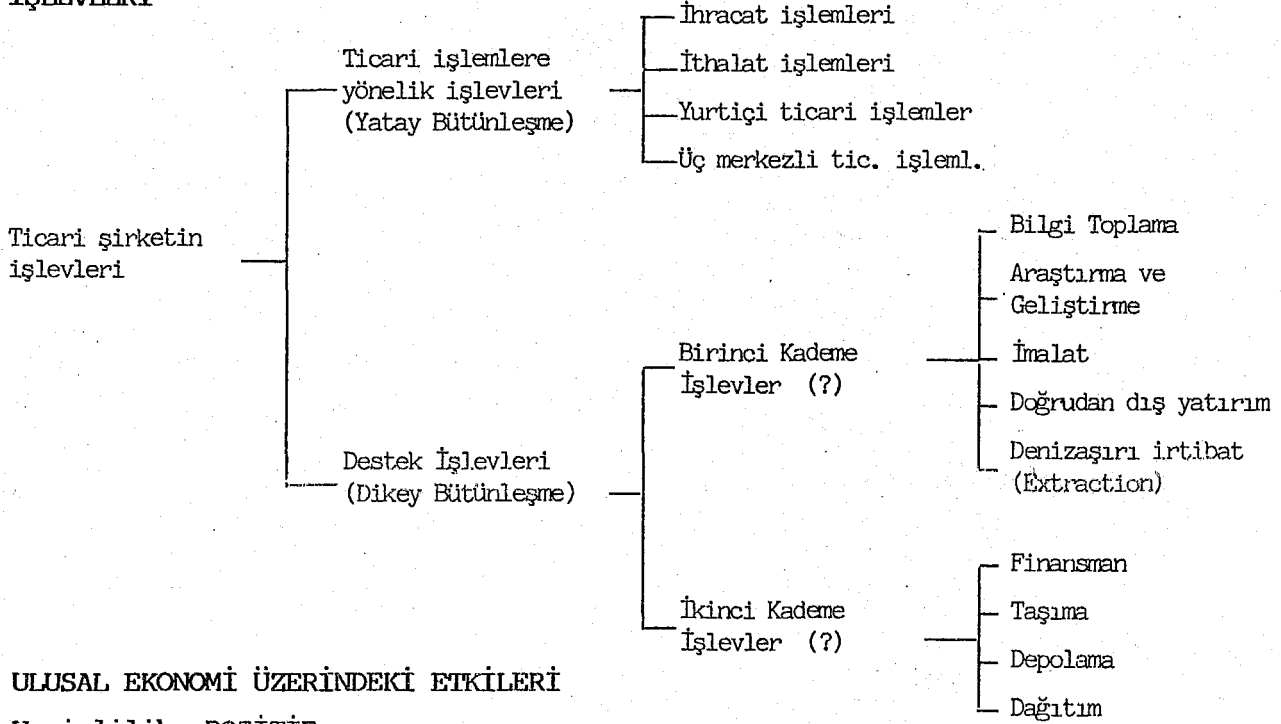 İŞLEVLERİ
İhracat işlemleri
Ticari işlemlere
yönelik işlevleri
(Yatay Bütünleşme)
İthalat işlemleri
Yurtiçi ticari işlemler
Üç merkezli tic. işleml.
Ticari şirketin
işlevleri
Destek İşlevleri
(Dikey Bütünleşme)
Birinci Kademe
İşlevler (?)
Bilgi Toplama
Araştırma ve
Geliştirme
İmalat
Doğrudan dış yatırım
Denizaşırı irtibat
(Extraction)
İkinci Kademe
İşlevler (?)
Finansman
Taşıma
Depolama
Dağıtım
ULUSAL EKONOMİ ÜZERİNDEKİ ETKİLERİ